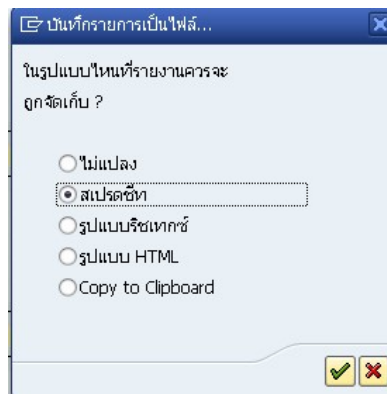 บันทึกรายการเป็นไฟล์...
ในรูปแบบไหนที่รายงานควรจะ
ถูกจัดเก็บ ?
ไม่แปลง
สเปรดชีท
รูปแบบริชเทกซ์
รูปแบบ HTML
Copy to Clipboard